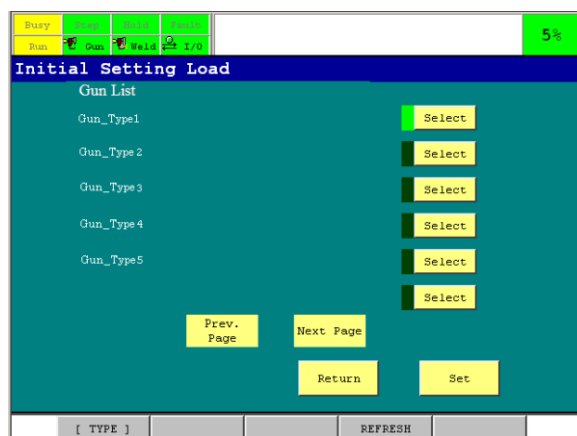 Busy Step Hold Fault
Run Gun Weld I/O
5%
Initial Setting Load
Gun List
Gun_Type1 Select
Gun_Type2 Select
Gun_Type3 Select
Gun_Type4 Select
Gun_Type5 Select
Select
Prev. Page
Next Page
Return Set
[ TYPE ] REFRESH